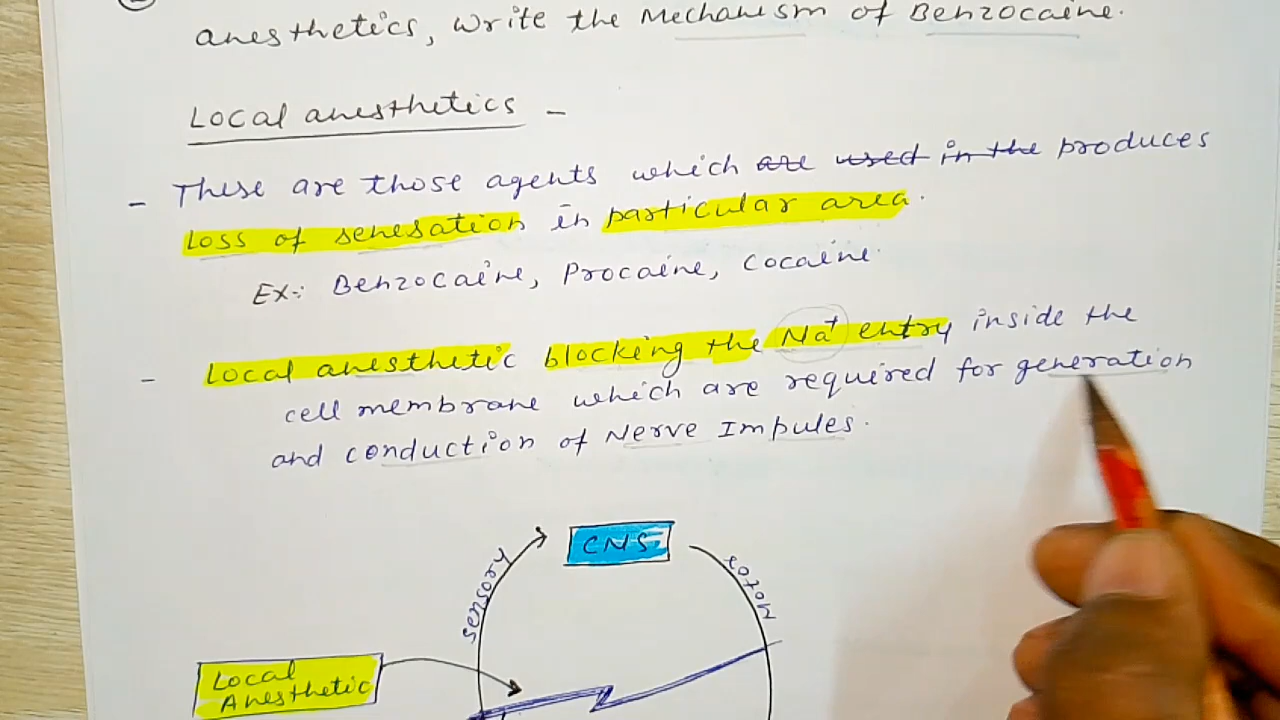 anesthetics, write the Mechanism of Benzocaine.
Local anesthetics -
- These are those agents which are used in the produces
Loss of senesation in particular area.
Ex:- Benzocaine, Procaine, Cocaine.
- Local anesthetic blocking the Na+ entry inside the
cell membrane which are required for generation
and conduction of Nerve Impules.
CNS
sensory
Motor
Local
Anesthetic